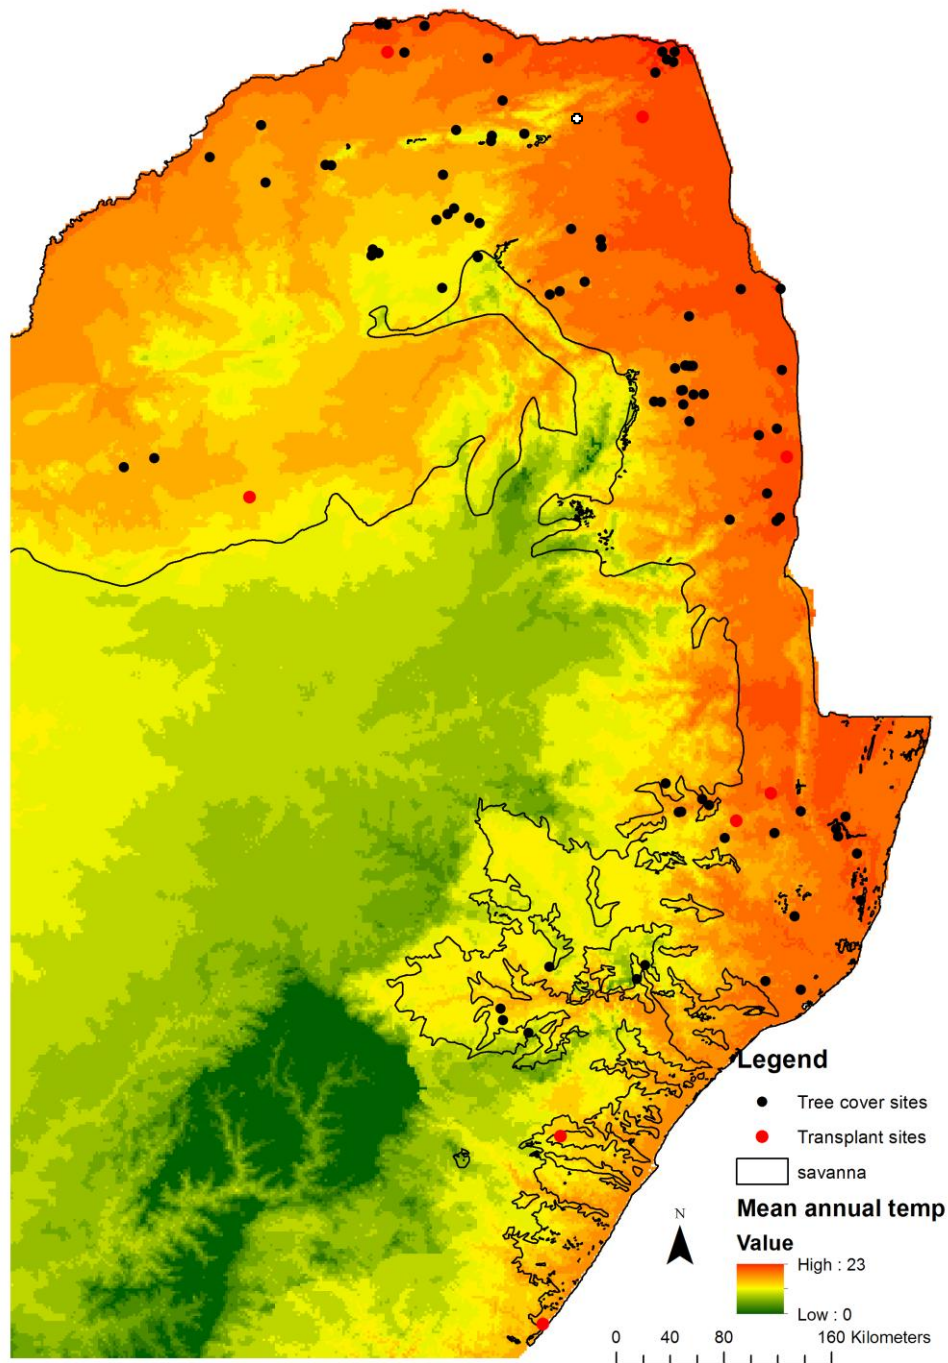 Legend
Tree cover sites
Transplant sites
savanna
Mean annual temp
Value
High : 23
Low : 0
N
0 40 80 160 Kilometers